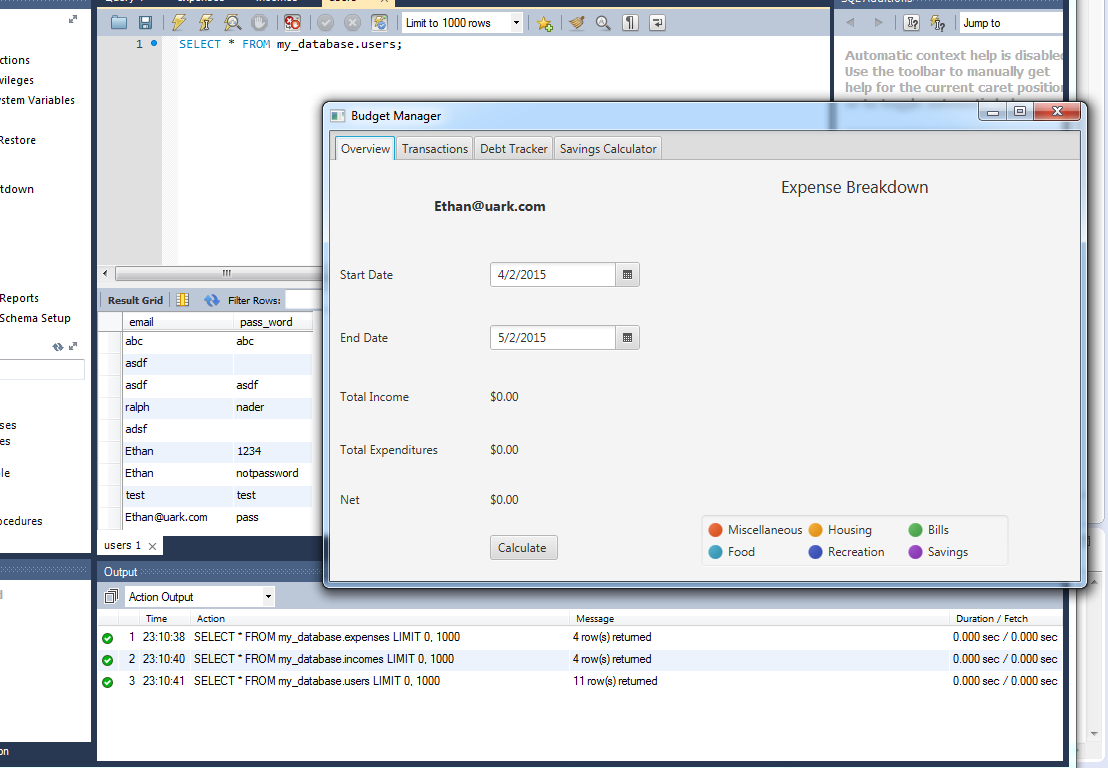 Query 1 expenses incomes users
SQL Additions
Limit to 1000 rows
Jump to
1 SELECT * FROM my_database.users;
Automatic context help is disabled.
Use the toolbar to manually get
help for the current caret position
ctions
vileges
stem Variables
Restore
tdown
Reports
Schema Setup
ses
es
le
ocedures
on
Budget Manager
Overview Transactions Debt Tracker Savings Calculator
Ethan@uark.com
Expense Breakdown
Start Date 4/2/2015
End Date 5/2/2015
Total Income $0.00
Total Expenditures $0.00
Net $0.00
Calculate
Miscellaneous Housing Bills
Food Recreation Savings
Result Grid Filter Rows:
email pass_word
abc abc
asdf
asdf asdf
ralph nader
adsf
Ethan 1234
Ethan notpassword
test test
Ethan@uark.com pass
users 1
Output
Action Output
Time Action Message Duration / Fetch
1 23:10:38 SELECT * FROM my_database.expenses LIMIT 0, 1000 4 row(s) returned 0.000 sec / 0.000 sec
2 23:10:40 SELECT * FROM my_database.incomes LIMIT 0, 1000 4 row(s) returned 0.000 sec / 0.000 sec
3 23:10:41 SELECT * FROM my_database.users LIMIT 0, 1000 11 row(s) returned 0.000 sec / 0.000 sec